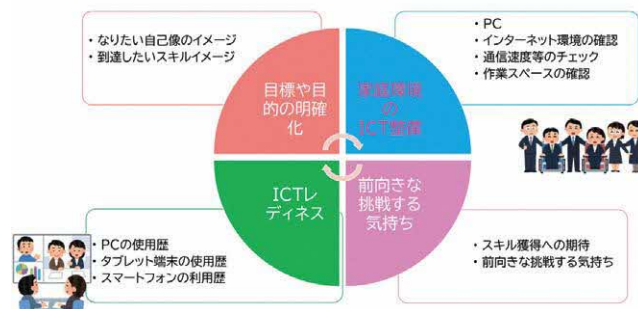 ・なりたい自己像のイメージ
・到達したいスキルイメージ
・PC
・インターネット環境の確認
・通信速度等のチェック
・作業スペースの確認
目標や目
的の明確
化
家庭環境
の
ICT整備
ICTレ
ディネス
前向きな
挑戦する
気持ち
・PCの使用歴
・タブレット端末の使用歴
・スマートフォンの利用歴
・スキル獲得への期待
・前向きな挑戦する気持ち